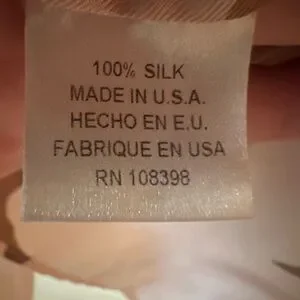 100% SILK
MADE IN U.S.A.
HECHO EN E.U.
FABRIQUE EN USA
RN 108398